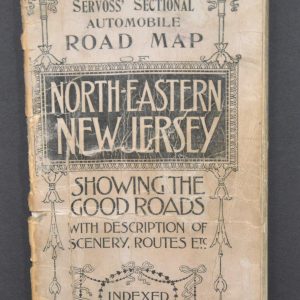 SERVOSS' SECTIONAL
AUTOMOBILE
ROAD MAP
OF
NORTH-EASTERN
NEW JERSEY
SHOWING THE
GOOD ROADS
WITH DESCRIPTION OF
SCENERY, ROUTES ETC.
INDEXED